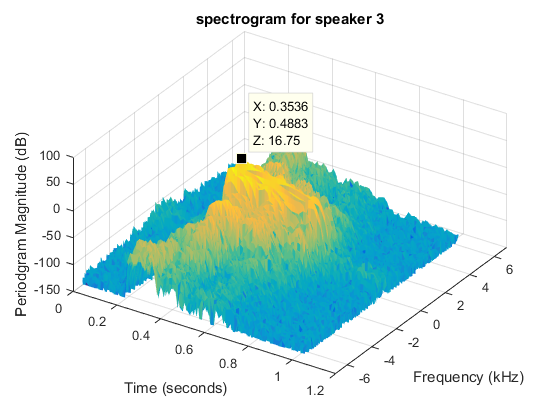 spectrogram for speaker 3
X: 0.3536
Y: 0.4883
Z: 16.75
Periodgram Magnitude (dB)
100
50
0
-50
-100
-150
0
0.2
0.4
0.6
0.8
1
1.2
Time (seconds)
-6
-4
-2
0
2
4
6
Frequency (kHz)